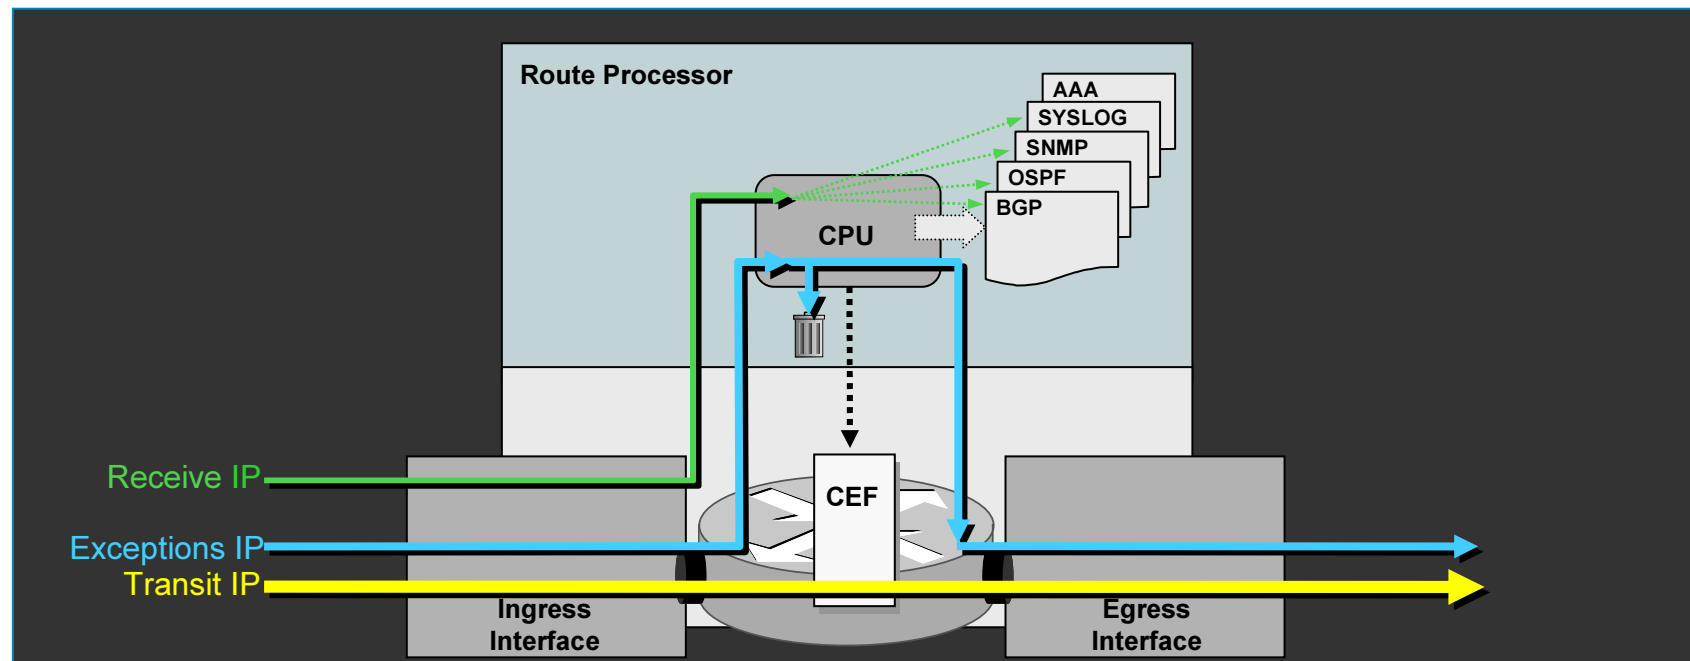 Route Processor
AAA
SYSLOG
SNMP
OSPF
BGP
CPU
Receive IP
CEF
Exceptions IP
Transit IP
Ingress
Interface
Egress
Interface